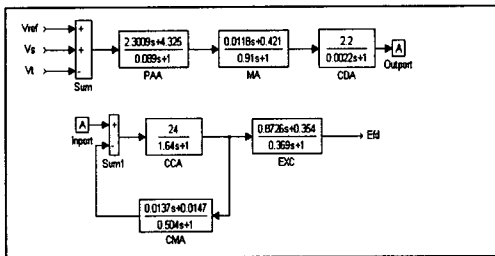 Vref
Vs
Vt
+
+
-
Sum
2.3009s+4.325
0.089s+1
PAA
0.0118s+0.421
0.91s+1
MA
2.2
0.0022s+1
CDA
A
Outport
A
Inport
+
-
Sum1
24
1.64s+1
CCA
0.8726s+0.354
0.369s+1
EXC
Efd
0.0137s+0.0147
0.504s+1
CMA